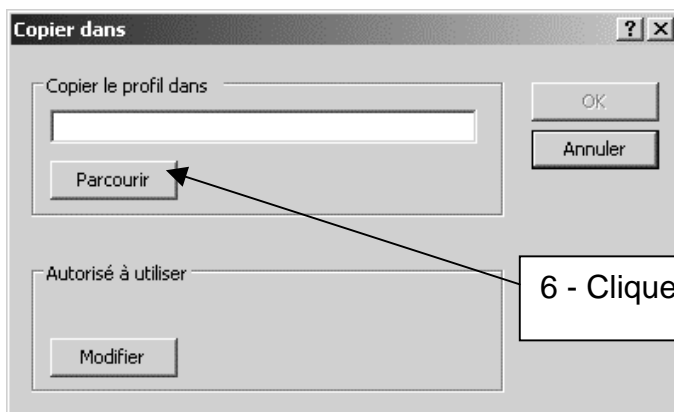 Copier dans
Copier le profil dans
OK
Annuler
Parcourir
Autorisé à utiliser
6 - Clique
Modifier